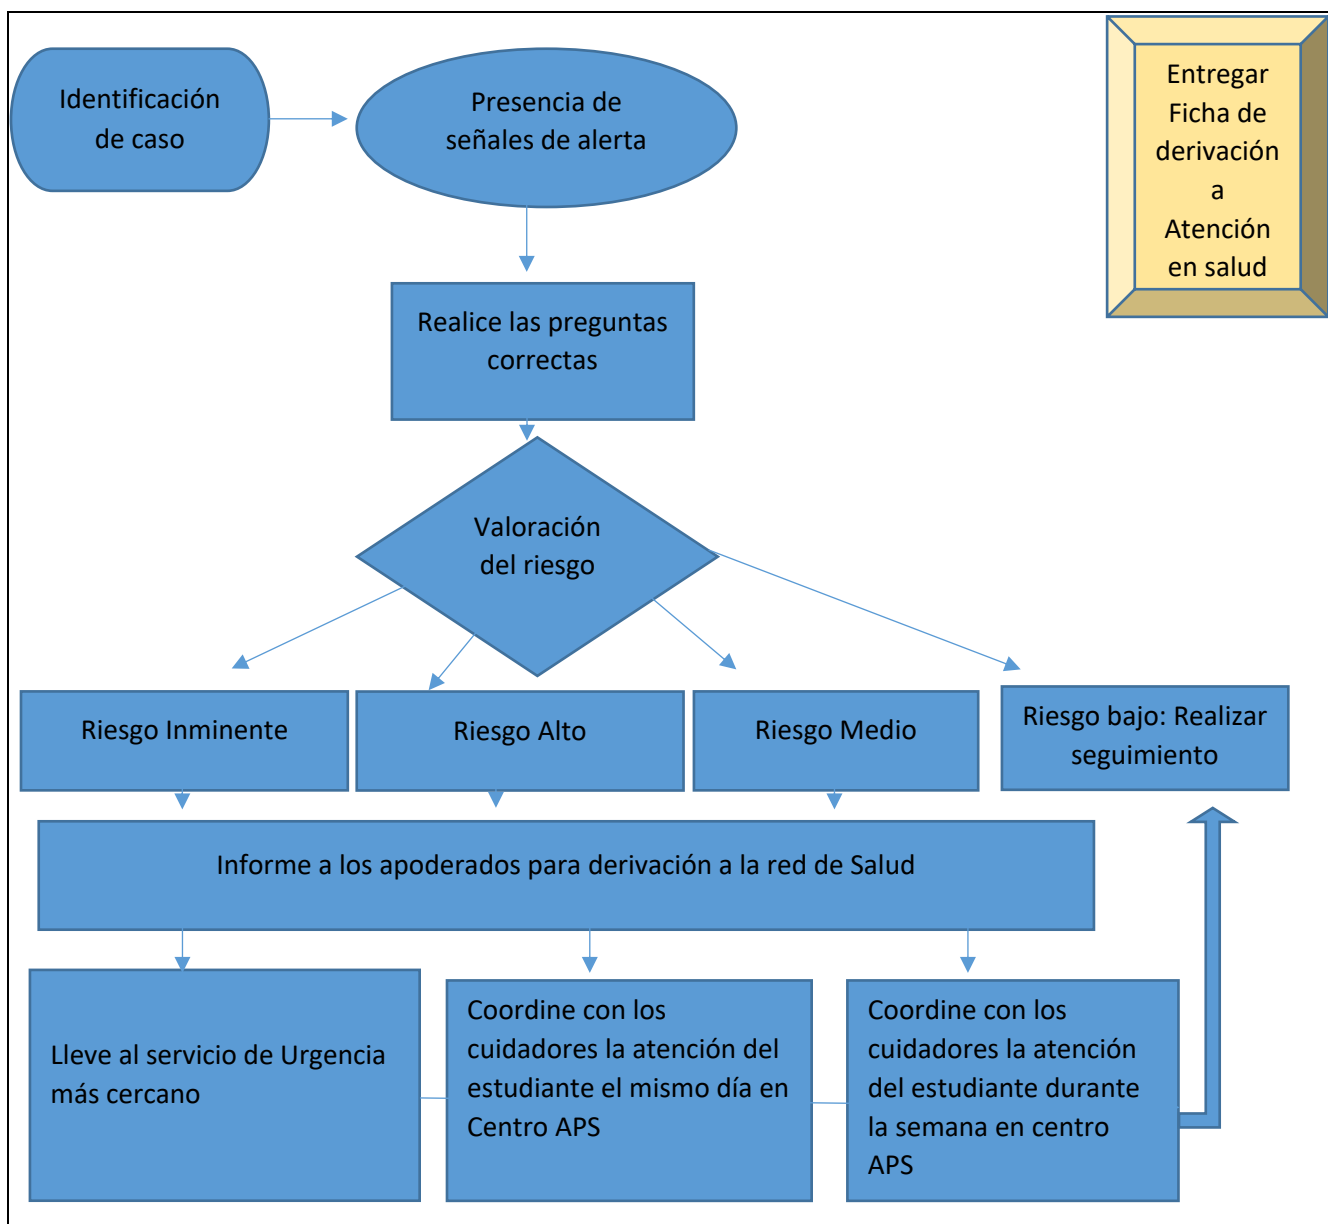 Identificación
de caso
Presencia de
señales de alerta
Entregar
Ficha de
derivación
a
Atención
en salud
Realice las preguntas
correctas
Valoración
del riesgo
Riesgo Inminente
Riesgo Alto
Riesgo Medio
Riesgo bajo: Realizar
seguimiento
Informe a los apoderados para derivación a la red de Salud
Lleve al servicio de Urgencia
más cercano
Coordine con los
cuidadores la atención del
estudiante el mismo día en
Centro APS
Coordine con los
cuidadores la atención
del estudiante durante
la semana en centro
APS